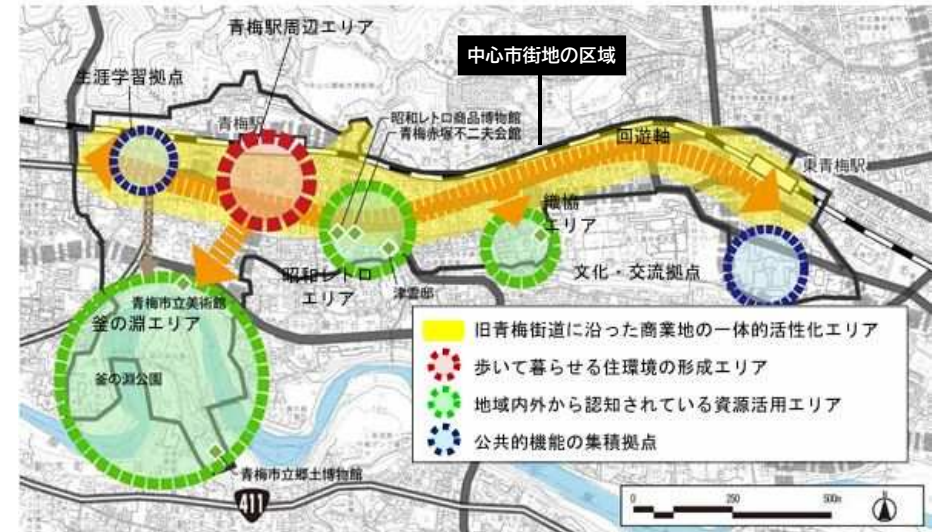 青梅駅周辺エリア
中心市街地の区域
生涯学習拠点
青梅駅
昭和レトロ商品博物館
青梅赤塚不二夫会館
回遊軸
東青梅駅
織協
エリア
昭和レトロ
エリア
文化・交流拠点
津雲邸
青梅市立美術館
釜の淵エリア
釜の淵公園
青梅市立郷土博物館
411
旧青梅街道に沿った商業地の一体的活性化エリア
歩いて暮らせる住環境の形成エリア
地域内外から認知されている資源活用エリア
公共的機能の集積拠点
0 250 500m